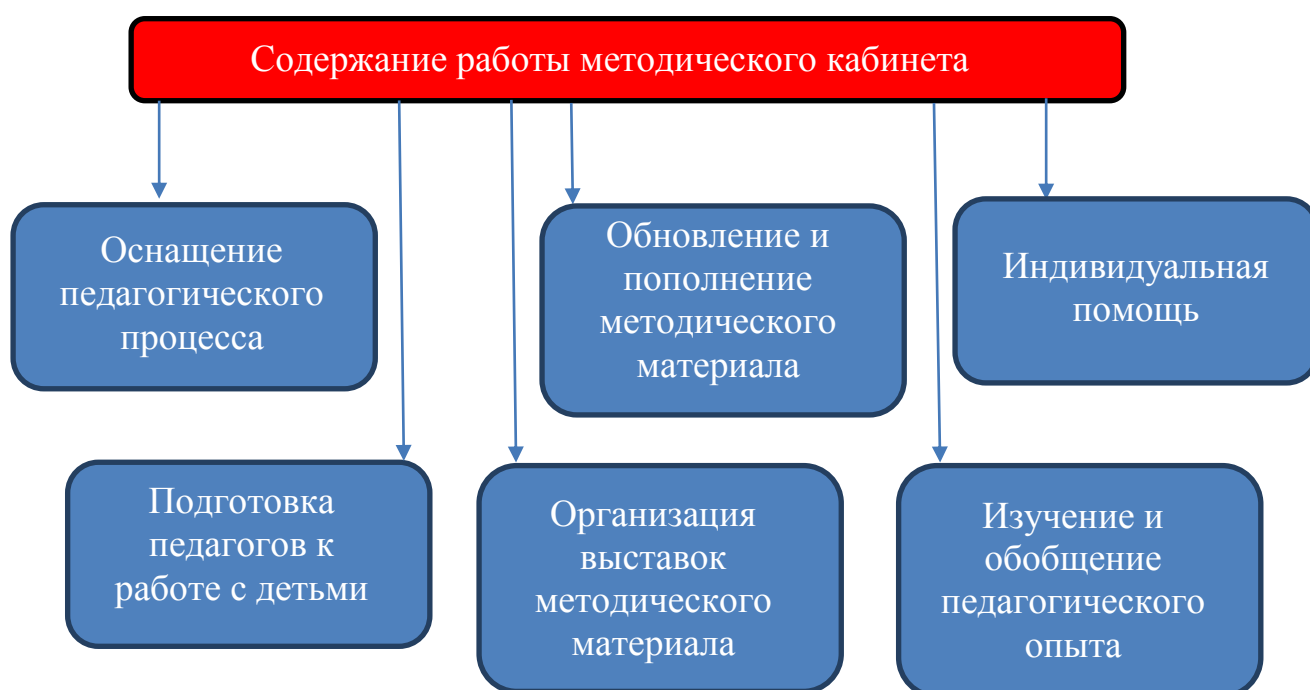 Содержание работы методического кабинета
Оснащение
педагогического
процесса
Обновление и
пополнение
методического
материала
Индивидуальная
помощь
Подготовка
педагогов к
работе с детьми
Организация
выставок
методического
материала
Изучение и
обобщение
педагогического
опыта